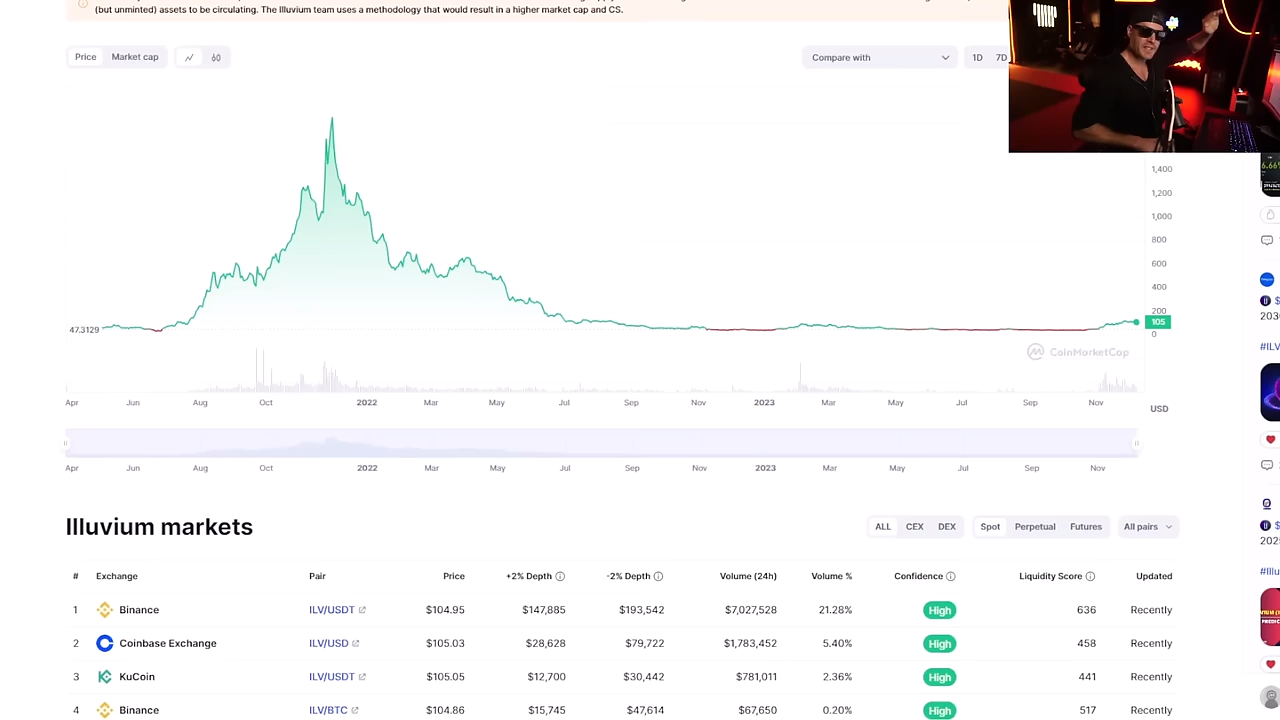 (but unminted) assets to be circulating. The Illuvium team uses a methodology that would result in a higher market cap and CS.
Price Market cap Compare with 1D 7D
1,400
1,200
1,000
800
600
400
200
105
0
47.3129
CoinMarketCap
Apr Jun Aug Oct 2022 Mar May Jul Sep Nov 2023 Mar May Jul Sep Nov
USD
Apr Jun Aug Oct 2022 Mar May Jul Sep Nov 2023 Mar May Jul Sep Nov
Illuvium markets ALL CEX DEX Spot Perpetual Futures All pairs
# Exchange Pair Price +2% Depth -2% Depth Volume (24h) Volume % Confidence Liquidity Score Updated
1 Binance ILV/USDT $104.95 $147,885 $193,542 $7,027,528 21.28% High 636 Recently
2 Coinbase Exchange ILV/USD $105.03 $28,628 $79,722 $1,783,452 5.40% High 458 Recently
3 KuCoin ILV/USDT $105.05 $12,700 $30,442 $781,011 2.36% High 441 Recently
4 Binance ILV/BTC $104.86 $15,745 $47,614 $67,650 0.20% High 517 Recently
#ILV